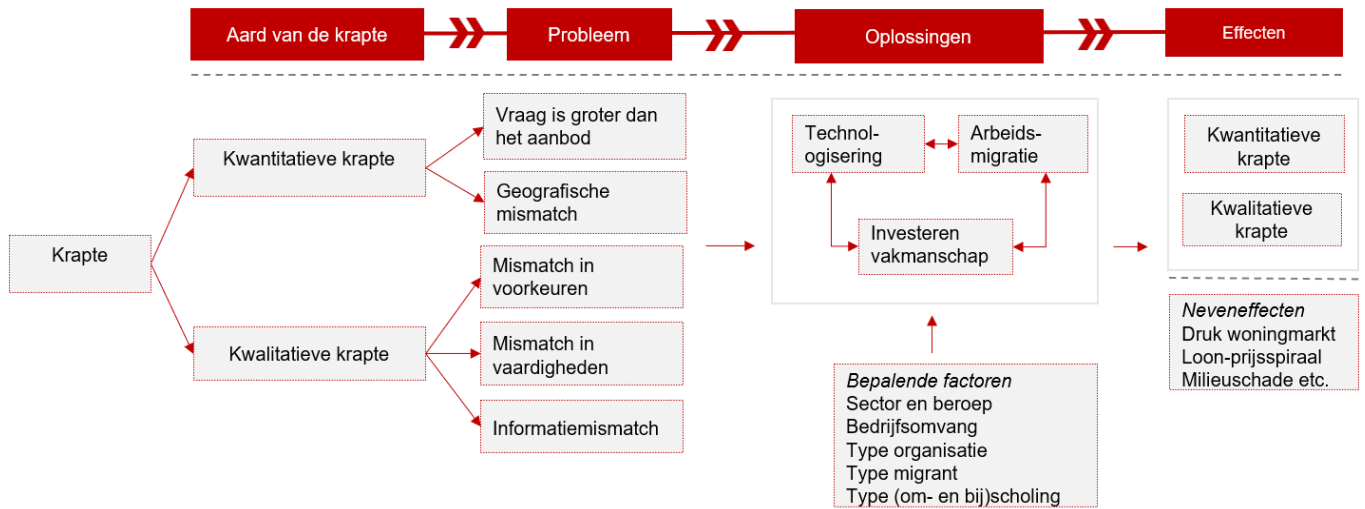 Aard van de krapte
Probleem
Oplossingen
Effecten
Krapte
Kwantitatieve krapte
Kwalitatieve krapte
Vraag is groter dan
het aanbod
Geografische
mismatch
Mismatch in
voorkeuren
Mismatch in
vaardigheden
Informatiemismatch
Technol-
ogisering
Arbeids-
migratie
Investeren
vakmanschap
Bepalende factoren
Sector en beroep
Bedrijfsomvang
Type organisatie
Type migrant
Type (om- en bij)scholing
Kwantitatieve
krapte
Kwalitatieve
krapte
Neveneffecten
Druk woningmarkt
Loon-prijsspiraal
Milieuschade etc.